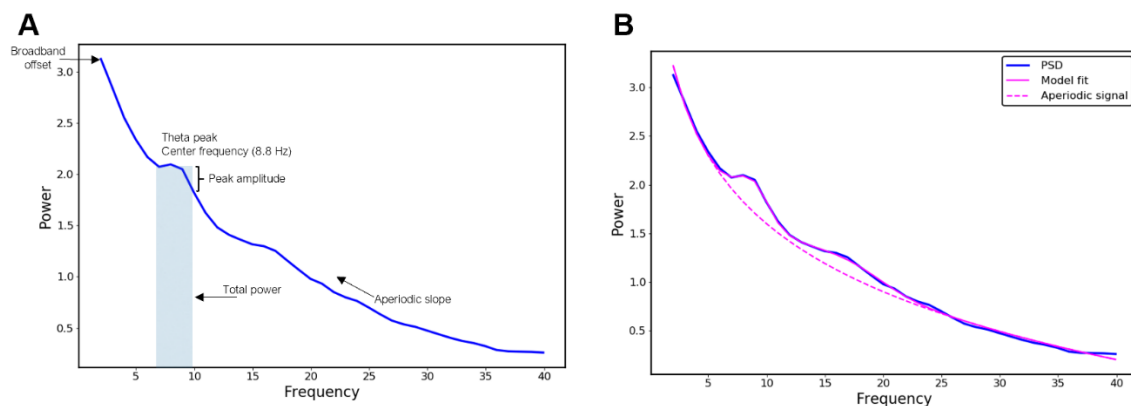 A
Broadband
offset
3.0
2.5
2.0
1.5
1.0
0.5
Power
Theta peak
Center frequency (8.8 Hz)
Peak amplitude
Total power
Aperiodic slope
5 10 15 20 25 30 35 40
Frequency
B
PSD
Model fit
Aperiodic signal
3.0
2.5
2.0
1.5
1.0
0.5
Power
5 10 15 20 25 30 35 40
Frequency